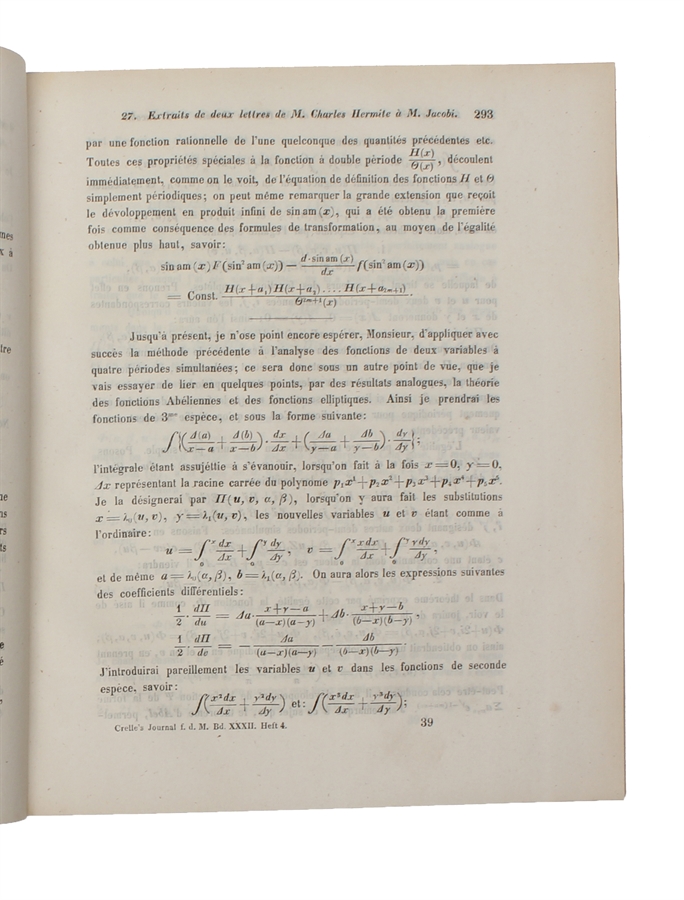 27. Extraits de deux lettres de M. Charles Hermite à M. Jacobi. 293
par une fonction rationnelle de l'une quelconque des quantités précédentes etc.
Toutes ces propriétés spéciales à la fonction à double période H(x)/Θ(x), découlent
immédiatement, comme on le voit, de l'équation de définition des fonctions H et Θ
simplement périodiques; on peut même remarquer la grande extension que reçoit
le dévoloppement en produit infini de sin am (x), qui a été obtenu la première
fois comme conséquence des formules de transformation, au moyen de l'égalité
obtenue plus haut, savoir:
sin am (x) F(sin² am (x)) − d·sin am (x)/dx f(sin² am (x))
= Const. H(x+a₁)H(x+a₂)....H(x+a₂ₘ₊₁)/Θ²ᵐ⁺¹(x).
Jusqu'à présent, je n'ose point encore espérer, Monsieur, d'appliquer avec
succès la méthode précédente à l'analyse des fonctions de deux variables à
quatre périodes simultanées; ce sera donc sous un autre point de vue, que je
vais essayer de lier en quelques points, par des résultats analogues, la théorie
des fonctions Abéliennes et des fonctions elliptiques. Ainsi je prendrai les
fonctions de 3me espèce, et sous la forme suivante:
∫{(Δ(a)/(x−a) + Δ(b)/(x−b))·dx/Δx + (Δa/(y−a) + Δb/(y−b))·dy/Δy};
l'intégrale étant assujéttie à s'évanouir, lorsqu'on fait à la fois x=0, y=0,
Δx représentant la racine carrée du polynome p₁x¹+p₂x²+p₃x³+p₄x⁴+p₅x⁵.
Je la désignerai par Π(u, v, α, β), lorsqu'on y aura fait les substitutions
x=λ₀(u, v), y=λ₁(u, v), les nouvelles variables u et v étant comme à
l'ordinaire:
u = ∫₀ˣ dx/Δx + ∫₀ʸ dy/Δy, v = ∫₀ˣ xdx/Δx + ∫₀ʸ ydy/Δy,
et de même a=λ₀(α, β), b=λ₁(α, β). On aura alors les expressions suivantes
des coefficients différentiels:
1/2 · dΠ/du = Δa· (x+y−a)/((a−x)(a−y)) + Δb· (x+y−b)/((b−x)(b−y)),
1/2 · dΠ/dv = − Δa/((a−x)(a−y)) − Δb/((b−x)(b−y)).
J'introduirai pareillement les variables u et v dans les fonctions de seconde
espèce, savoir:
∫(x²dx/Δx + y²dy/Δy) et: ∫(x³dx/Δx + y³dy/Δy);
Crelle's Journal f. d. M. Bd. XXXII. Heft 4. 39